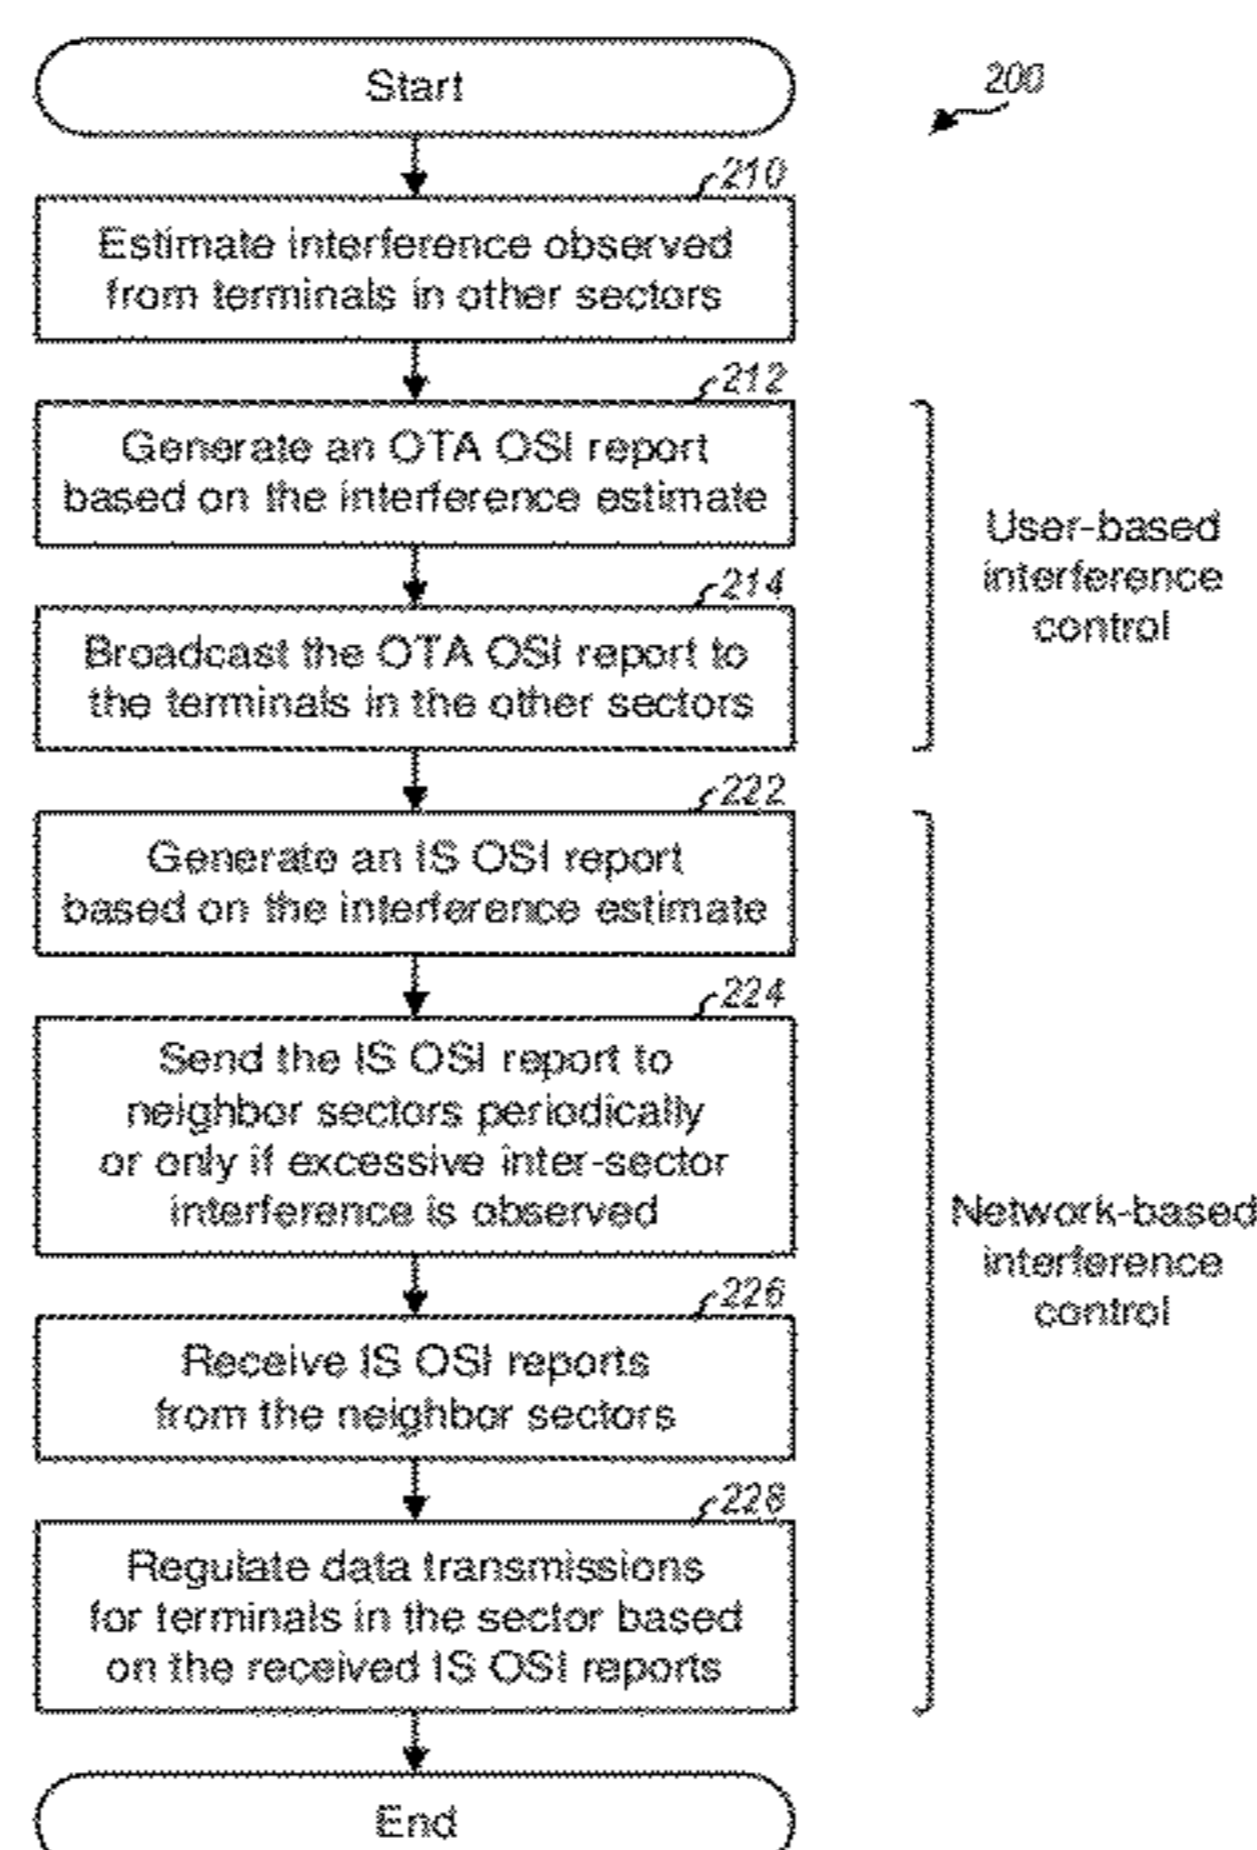 Start
200
210
Estimate interference observed
from terminals in other sectors
212
Generate an OTA OSI report
based on the interference estimate
214
Broadcast the OTA OSI report to
the terminals in the other sectors
User-based
interference
control
222
Generate an IS OSI report
based on the interference estimate
224
Send the IS OSI report to
neighbor sectors periodically
or only if excessive inter-sector
interference is observed
226
Receive IS OSI reports
from the neighbor sectors
228
Regulate data transmissions
for terminals in the sector based
on the received IS OSI reports
Network-based
interference
control
End